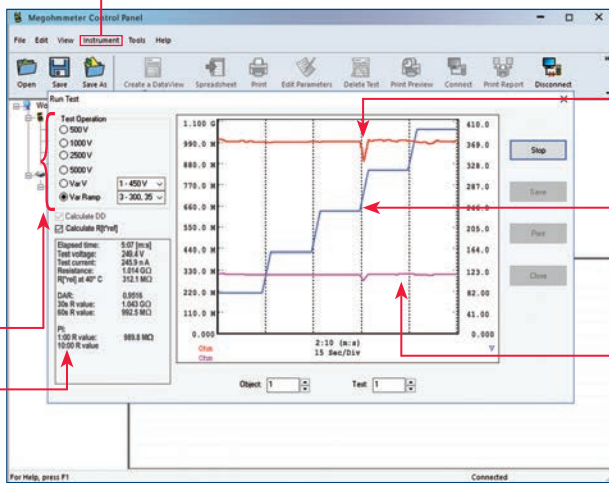 Megohmmeter Control Panel
File Edit View Instrument Tools Help
Open Save Save As Create a DataView Spreadsheet Print Edit Parameters Delete Test Print Preview Connect Print Report Disconnect
Wo
Run Test
Test Operation
500 V
1000 V
2500 V
5000 V
Var V 1 - 450 V
Var Ramp 3 - 300, 35
Calculate DD
Calculate R[t°ref]
Elapsed time: 5:07 [m:s]
Test voltage: 249.4 V
Test current: 245.9 n A
Resistance: 1.014 GΩ
R[t°rel] at 40° C 312.1 MΩ
DAR: 0.9516
30s R value: 1.043 GΩ
60s R value: 992.5 MΩ
PI:
1:00 R value: 989.8 MΩ
10:00 R value
1.100 G
990.0 M
880.0 M
770.0 M
660.0 M
550.0 M
440.0 M
330.0 M
220.0 M
110.0 M
0.000
Ohm
Ohm
2:10 (m:s)
15 Sec/Div
410.0
369.0
328.0
287.0
246.0
205.0
164.0
123.0
82.00
41.00
0.000
V
Stop
Save
Print
Close
Object: 1 Test: 1
For Help, press F1 Connected